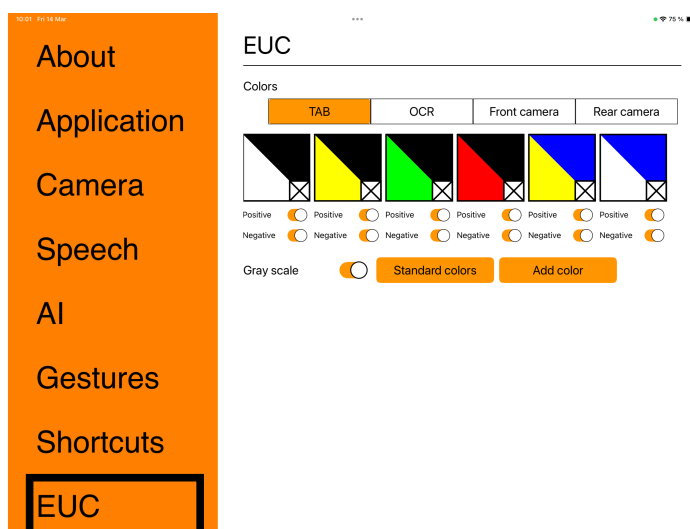 10:01 Fri 14 Mar
75 %
About
Application
Camera
Speech
AI
Gestures
Shortcuts
EUC
EUC
Colors
TAB OCR Front camera Rear camera
Positive Positive Positive Positive Positive Positive
Negative Negative Negative Negative Negative Negative
Gray scale Standard colors Add color